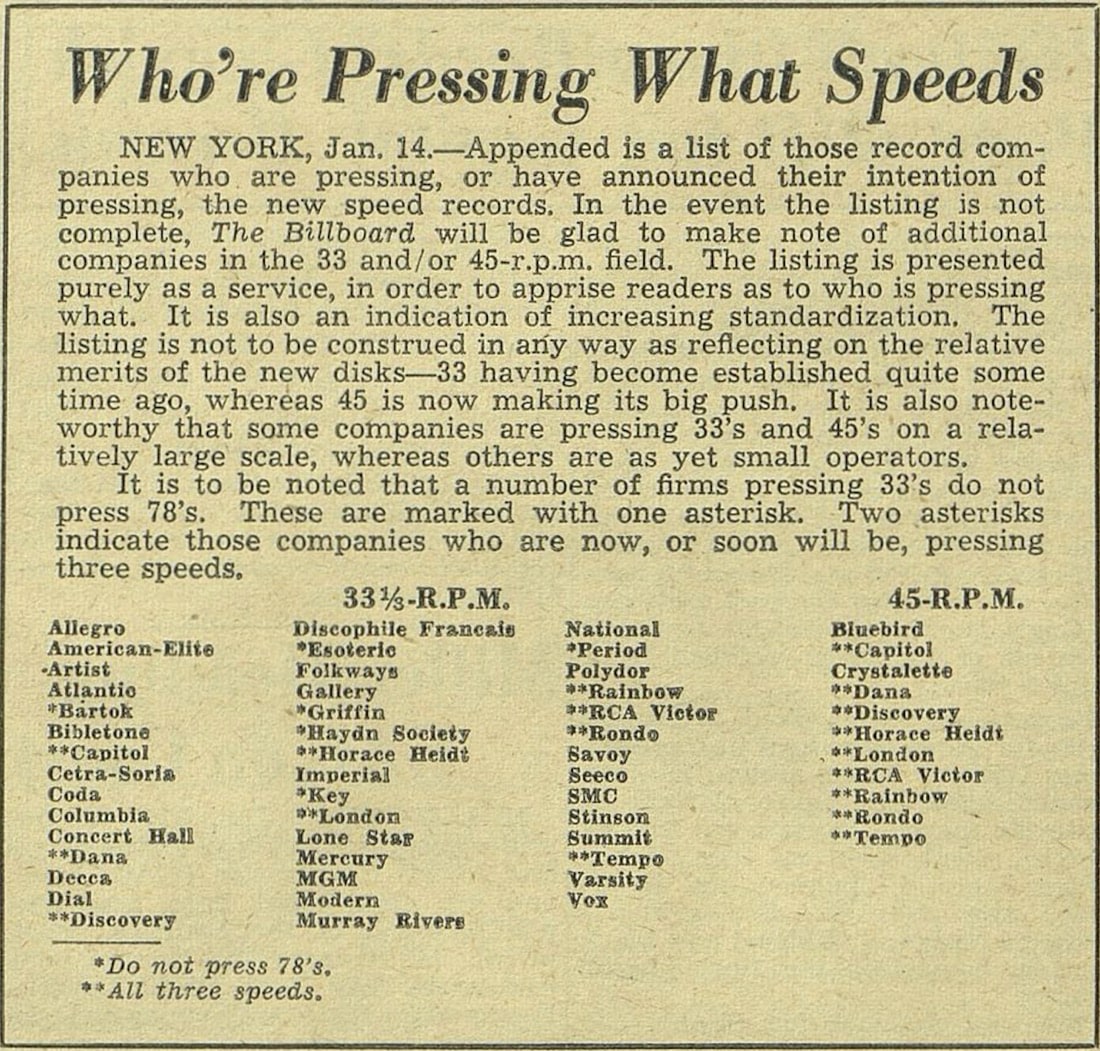 Who're Pressing What Speeds
NEW YORK, Jan. 14.—Appended is a list of those record com-
panies who are pressing, or have announced their intention of
pressing, the new speed records. In the event the listing is not
complete, The Billboard will be glad to make note of additional
companies in the 33 and/or 45-r.p.m. field. The listing is presented
purely as a service, in order to apprise readers as to who is pressing
what. It is also an indication of increasing standardization. The
listing is not to be construed in any way as reflecting on the relative
merits of the new disks—33 having become established quite some
time ago, whereas 45 is now making its big push. It is also note-
worthy that some companies are pressing 33's and 45's on a rela-
tively large scale, whereas others are as yet small operators.
It is to be noted that a number of firms pressing 33's do not
press 78's. These are marked with one asterisk. Two asterisks
indicate those companies who are now, or soon will be, pressing
three speeds.
33⅓-R.P.M.
Allegro
American-Elite
*Artist
Atlantic
*Bartok
Bibletone
**Capitol
Cetra-Soria
Coda
Columbia
Concert Hall
**Dana
Decca
Dial
**Discovery
Discophile Francais
*Esoteric
Folkways
Gallery
*Griffin
*Haydn Society
**Horace Heidt
Imperial
*Key
**London
Lone Star
Mercury
MGM
Modern
Murray Rivers
National
*Period
Polydor
**Rainbow
**RCA Victor
**Rondo
Savoy
Seeco
SMC
Stinson
Summit
**Tempo
Varsity
Vox
45-R.P.M.
Bluebird
**Capitol
Crystalette
**Dana
**Discovery
**Horace Heidt
**London
**RCA Victor
**Rainbow
**Rondo
**Tempo
*Do not press 78's.
**All three speeds.